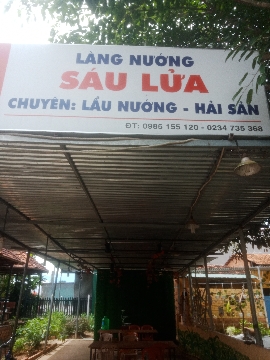 LÀNG NƯỚNG
SÁU LỬA
CHUYÊN: LẨU NƯỚNG - HẢI SẢN
ĐT: 0986 155 120 - 0234 735 368